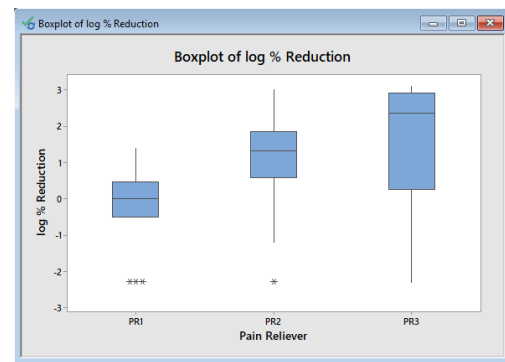 Boxplot of log % Reduction
Boxplot of log % Reduction
log % Reduction
3
2
1
0
-1
-2
-3
***
*
PR1
PR2
PR3
Pain Reliever